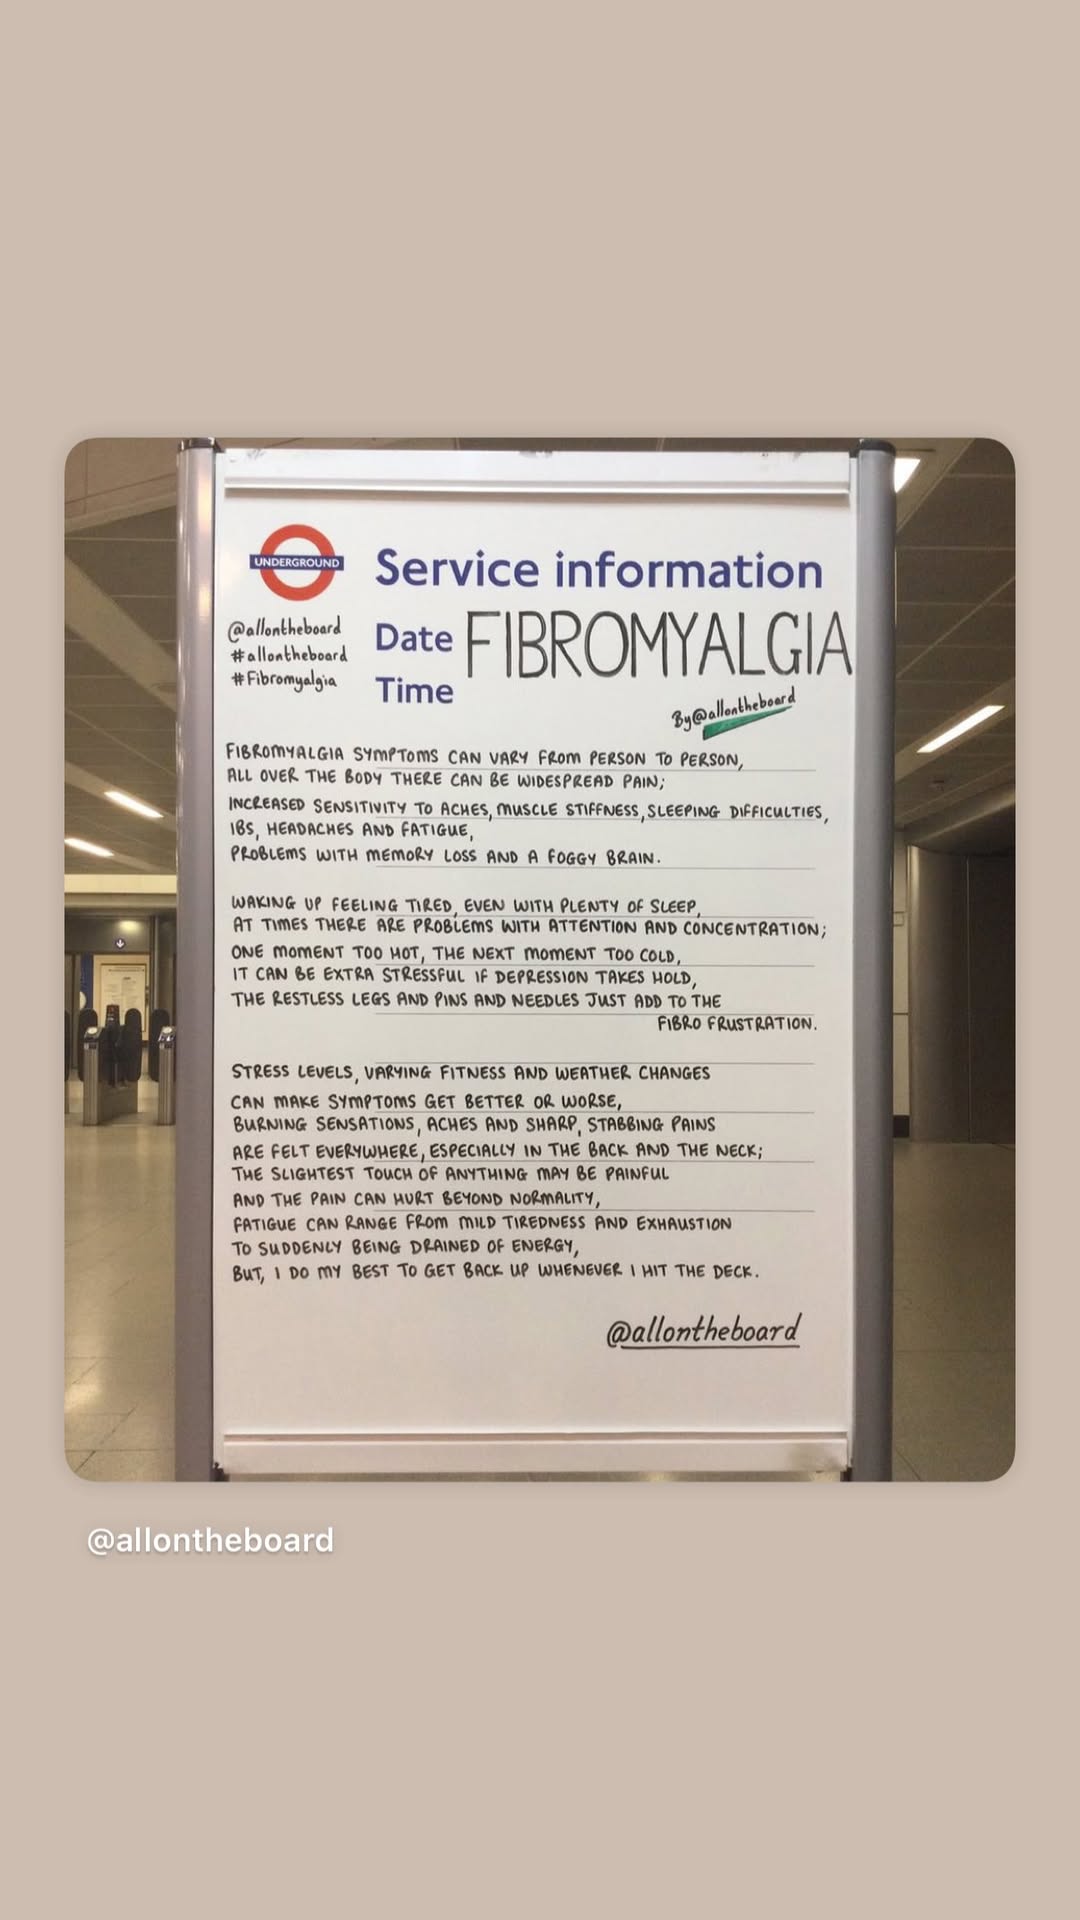 UNDERGROUND
Service information
@allontheboard
#allontheboard
#Fibromyalgia
Date FIBROMYALGIA
Time
By @allontheboard
FIBROMYALGIA SYMPTOMS CAN VARY FROM PERSON TO PERSON,
ALL OVER THE BODY THERE CAN BE WIDESPREAD PAIN;
INCREASED SENSITIVITY TO ACHES, MUSCLE STIFFNESS, SLEEPING DIFFICULTIES,
IBS, HEADACHES AND FATIGUE,
PROBLEMS WITH MEMORY LOSS AND A FOGGY BRAIN.
WAKING UP FEELING TIRED, EVEN WITH PLENTY OF SLEEP,
AT TIMES THERE ARE PROBLEMS WITH ATTENTION AND CONCENTRATION;
ONE MOMENT TOO HOT, THE NEXT MOMENT TOO COLD,
IT CAN BE EXTRA STRESSFUL IF DEPRESSION TAKES HOLD,
THE RESTLESS LEGS AND PINS AND NEEDLES JUST ADD TO THE
FIBRO FRUSTRATION.
STRESS LEVELS, VARYING FITNESS AND WEATHER CHANGES
CAN MAKE SYMPTOMS GET BETTER OR WORSE,
BURNING SENSATIONS, ACHES AND SHARP, STABBING PAINS
ARE FELT EVERYWHERE, ESPECIALLY IN THE BACK AND THE NECK;
THE SLIGHTEST TOUCH OF ANYTHING MAY BE PAINFUL
AND THE PAIN CAN HURT BEYOND NORMALITY,
FATIGUE CAN RANGE FROM MILD TIREDNESS AND EXHAUSTION
TO SUDDENLY BEING DRAINED OF ENERGY,
BUT, I DO MY BEST TO GET BACK UP WHENEVER I HIT THE DECK.
@allontheboard
@allontheboard